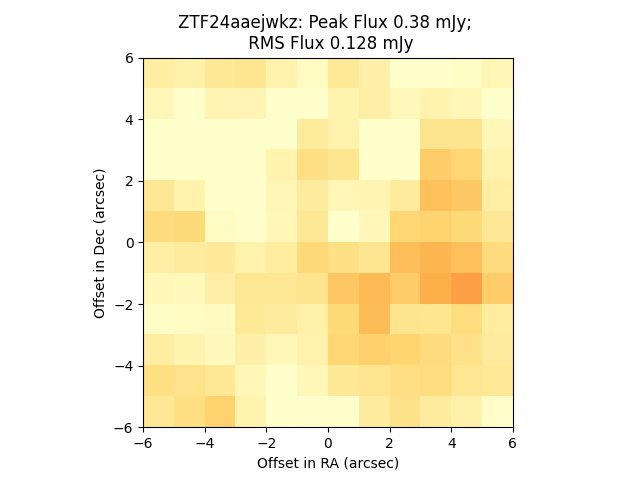 ZTF24aaejwkz: Peak Flux 0.38 mJy;
RMS Flux 0.128 mJy
6
4
2
0
−2
−4
−6
Offset in Dec (arcsec)
−6 −4 −2 0 2 4 6
Offset in RA (arcsec)